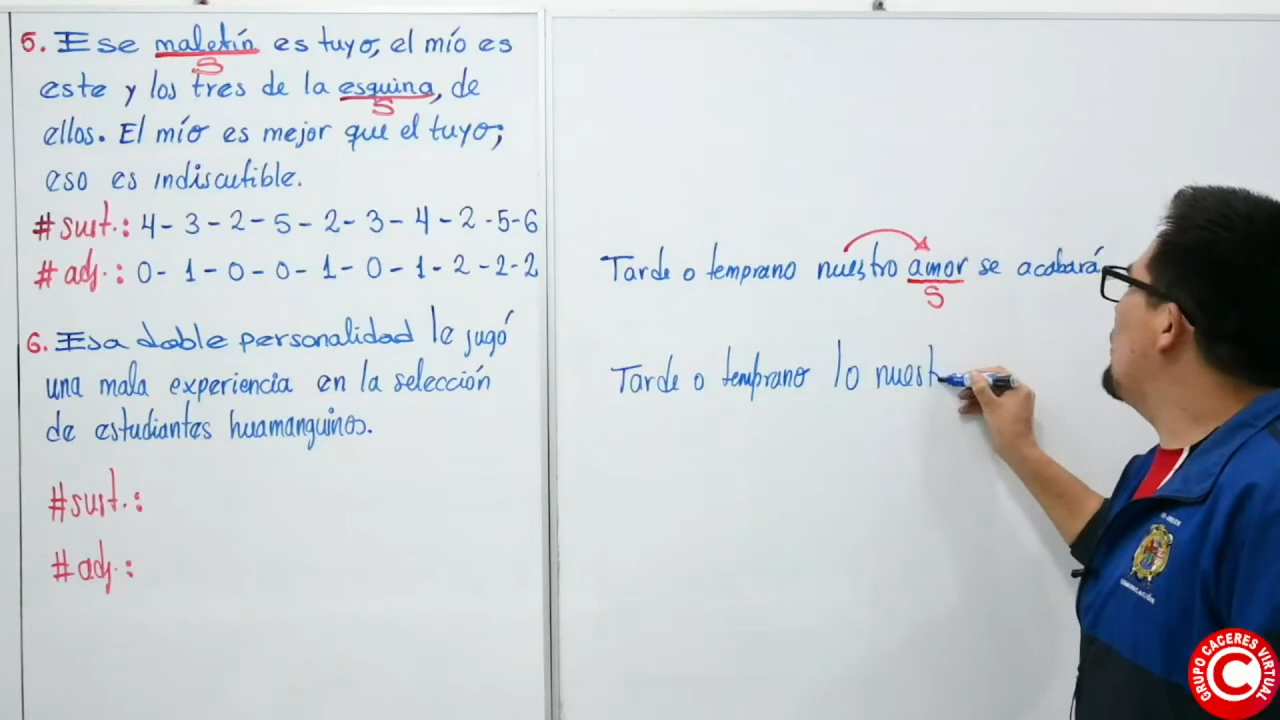 5. Ese maletín es tuyo, el mío es
S
este y los tres de la esquina, de
S
ellos. El mío es mejor que el tuyo;
eso es indiscutible.
# sust.: 4 - 3 - 2 - 5 - 2 - 3 - 4 - 2 - 5 - 6
# adj.: 0 - 1 - 0 - 0 - 1 - 0 - 1 - 2 - 2 - 2
6. Esa doble personalidad le jugó
una mala experiencia en la selección
de estudiantes huamanguinos.
# sust.:
# adj.:
Tarde o temprano nuestro amor se acabará
S
Tarde o temprano lo nuest
COMUNICACIÓN
GRUPO CACERES VIRTUAL
C